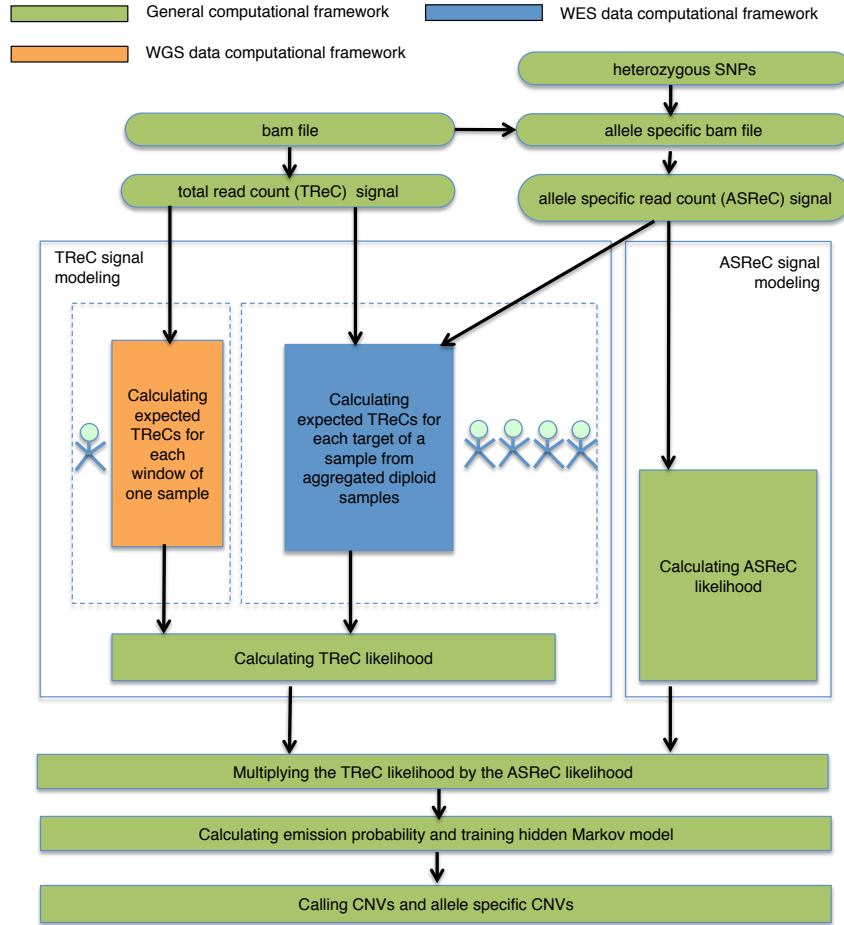 General computational framework
WES data computational framework
WGS data computational framework
heterozygous SNPs
bam file
allele specific bam file
total read count (TReC) signal
allele specific read count (ASReC) signal
TReC signal
modeling
ASReC signal
modeling
Calculating
expected
TReCs for
each
window of
one sample
Calculating
expected TReCs for
each target of a
sample from
aggregated diploid
samples
Calculating ASReC
likelihood
Calculating TReC likelihood
Multiplying the TReC likelihood by the ASReC likelihood
Calculating emission probability and training hidden Markov model
Calling CNVs and allele specific CNVs